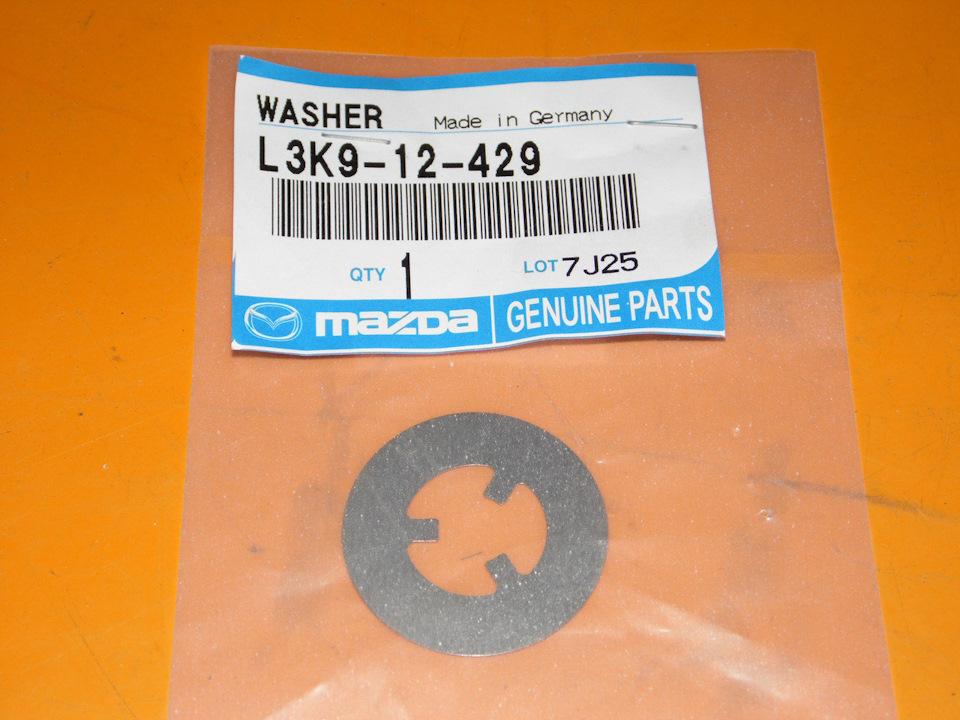 WASHER Made in Germany
L3K9-12-429
QTY 1 LOT 7J25
mazda GENUINE PARTS